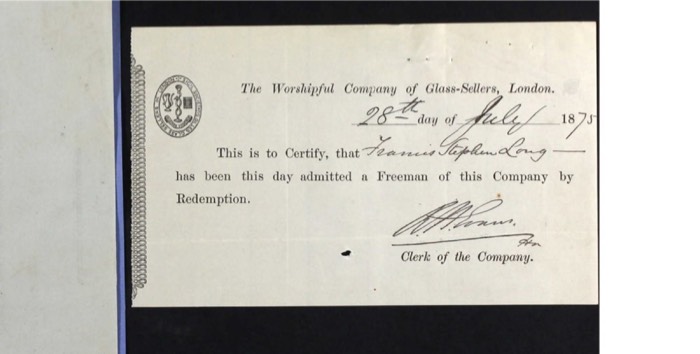 The Worshipful Company of Glass-Sellers, London.
28th day of July 1875
This is to Certify, that Francis Stephen Long
has been this day admitted a Freeman of this Company by
Redemption.
Clerk of the Company.